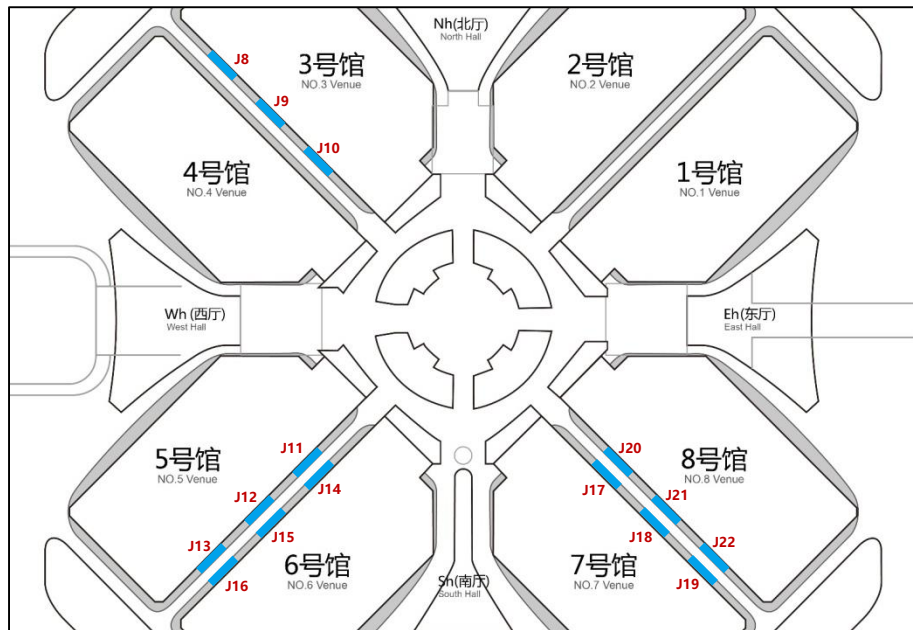 Nh(北厅)
North Hall
J8
3号馆
NO.3 Venue
2号馆
NO.2 Venue
J9
J10
4号馆
NO.4 Venue
1号馆
NO.1 Venue
Wh (西厅)
West Hall
Eh(东厅)
East Hall
5号馆
NO.5 Venue
J11
J14
J20
J17
8号馆
NO.8 Venue
J12
J15
J21
J18
J13
J16
6号馆
NO.6 Venue
Sh(南厅)
South Hall
7号馆
NO.7 Venue
J22
J19